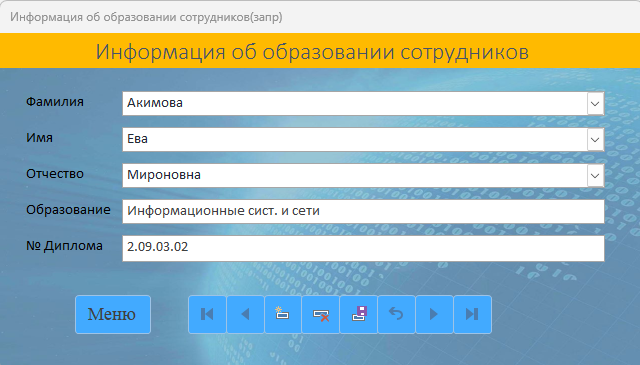 Информация об образовании сотрудников(запр)
Информация об образовании сотрудников
Фамилия Акимова
Имя Ева
Отчество Мироновна
Образование Информационные сист. и сети
№ Диплома 2.09.03.02
Меню